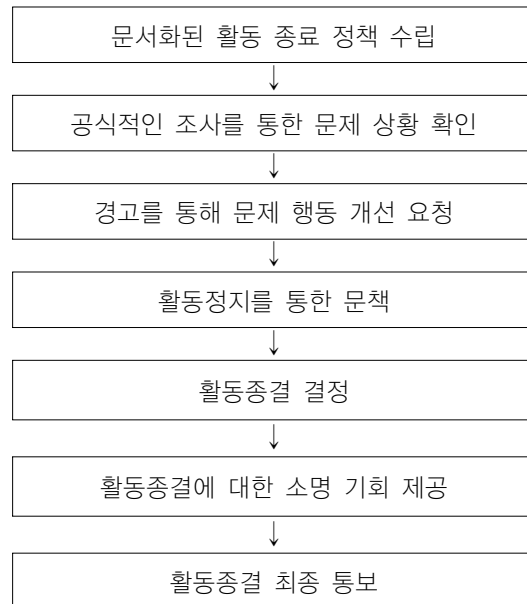 문서화된 활동 종료 정책 수립
공식적인 조사를 통한 문제 상황 확인
경고를 통해 문제 행동 개선 요청
활동정지를 통한 문책
활동종결 결정
활동종결에 대한 소명 기회 제공
활동종결 최종 통보